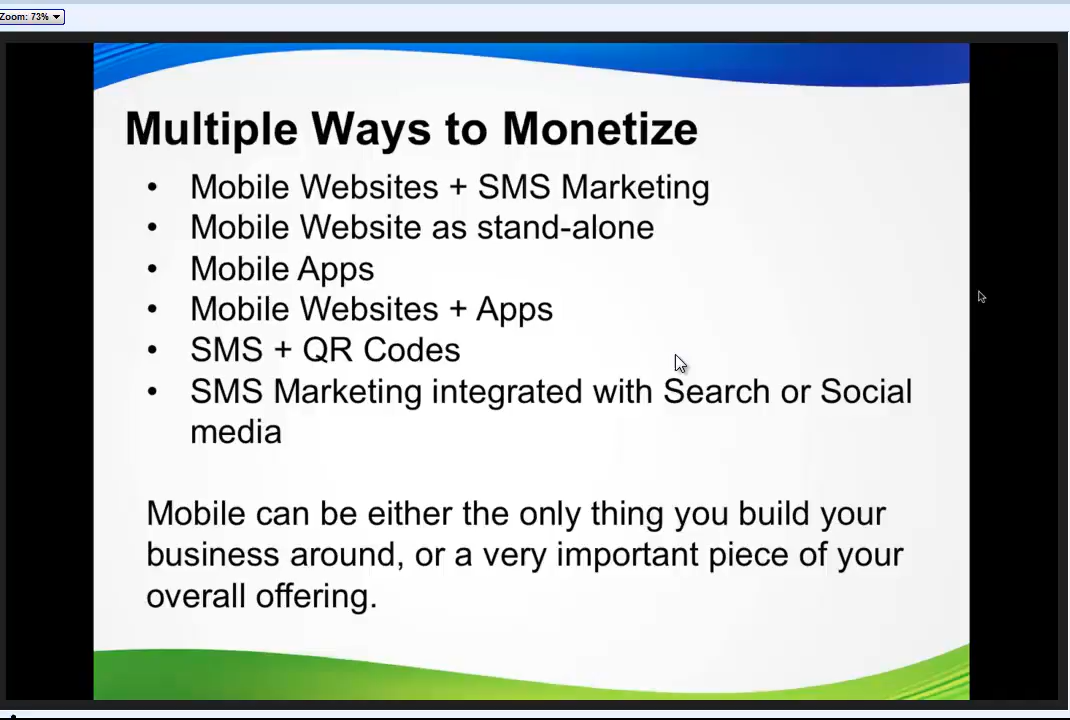 Zoom: 73%
Multiple Ways to Monetize
• Mobile Websites + SMS Marketing
• Mobile Website as stand-alone
• Mobile Apps
• Mobile Websites + Apps
• SMS + QR Codes
• SMS Marketing integrated with Search or Social
media
Mobile can be either the only thing you build your
business around, or a very important piece of your
overall offering.